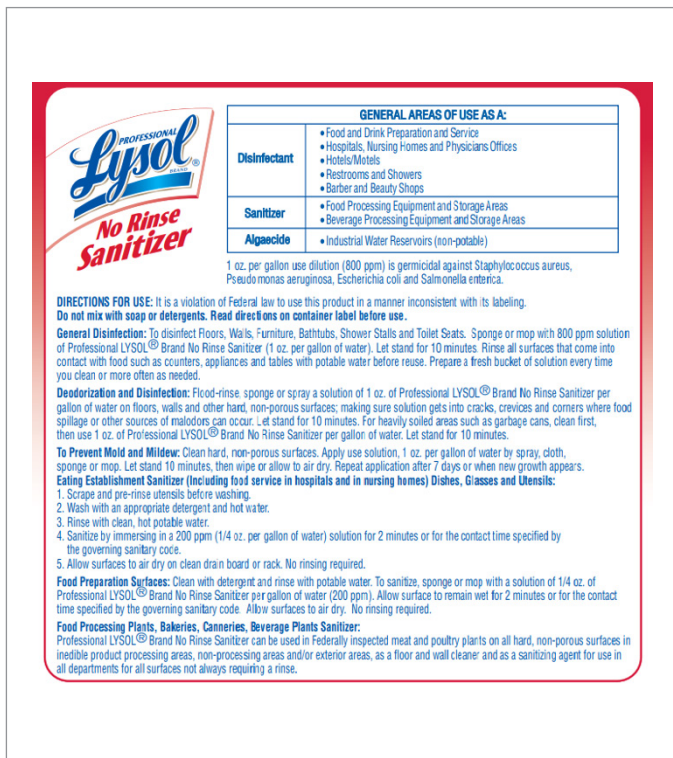 PROFESSIONAL
Lysol®
BRAND
No Rinse
Sanitizer
GENERAL AREAS OF USE AS A:
Disinfectant
• Food and Drink Preparation and Service
• Hospitals, Nursing Homes and Physicians Offices
• Hotels/Motels
• Restrooms and Showers
• Barber and Beauty Shops
Sanitizer
• Food Processing Equipment and Storage Areas
• Beverage Processing Equipment and Storage Areas
Algaecide
• Industrial Water Reservoirs (non-potable)
1 oz. per gallon use dilution (800 ppm) is germicidal against Staphylococcus aureus,
Pseudomonas aeruginosa, Escherichia coli and Salmonella enterica.
DIRECTIONS FOR USE: It is a violation of Federal law to use this product in a manner inconsistent with its labeling.
Do not mix with soap or detergents. Read directions on container label before use.
General Disinfection: To disinfect Floors, Walls, Furniture, Bathtubs, Shower Stalls and Toilet Seats. Sponge or mop with 800 ppm solution
of Professional LYSOL® Brand No Rinse Sanitizer (1 oz. per gallon of water). Let stand for 10 minutes. Rinse all surfaces that come into
contact with food such as counters, appliances and tables with potable water before reuse. Prepare a fresh bucket of solution every time
you clean or more often as needed.
Deodorization and Disinfection: Flood-rinse, sponge or spray a solution of 1 oz. of Professional LYSOL® Brand No Rinse Sanitizer per
gallon of water on floors, walls and other hard, non-porous surfaces; making sure solution gets into cracks, crevices and corners where food
spillage or other sources of malodors can occur. Let stand for 10 minutes. For heavily soiled areas such as garbage cans, clean first,
then use 1 oz. of Professional LYSOL® Brand No Rinse Sanitizer per gallon of water. Let stand for 10 minutes.
To Prevent Mold and Mildew: Clean hard, non-porous surfaces. Apply use solution, 1 oz. per gallon of water by spray, cloth,
sponge or mop. Let stand 10 minutes, then wipe or allow to air dry. Repeat application after 7 days or when new growth appears.
Eating Establishment Sanitizer (Including food service in hospitals and in nursing homes) Dishes, Glasses and Utensils:
1. Scrape and pre-rinse utensils before washing.
2. Wash with an appropriate detergent and hot water.
3. Rinse with clean, hot potable water.
4. Sanitize by immersing in a 200 ppm (1/4 oz. per gallon of water) solution for 2 minutes or for the contact time specified by
the governing sanitary code.
5. Allow surfaces to air dry on clean drain board or rack. No rinsing required.
Food Preparation Surfaces: Clean with detergent and rinse with potable water. To sanitize, sponge or mop with a solution of 1/4 oz. of
Professional LYSOL® Brand No Rinse Sanitizer per gallon of water (200 ppm). Allow surface to remain wet for 2 minutes or for the contact
time specified by the governing sanitary code. Allow surfaces to air dry. No rinsing required.
Food Processing Plants, Bakeries, Canneries, Beverage Plants Sanitizer:
Professional LYSOL® Brand No Rinse Sanitizer can be used in Federally inspected meat and poultry plants on all hard, non-porous surfaces in
inedible product processing areas, non-processing areas and/or exterior areas, as a floor and wall cleaner and as a sanitizing agent for use in
all departments for all surfaces not always requiring a rinse.